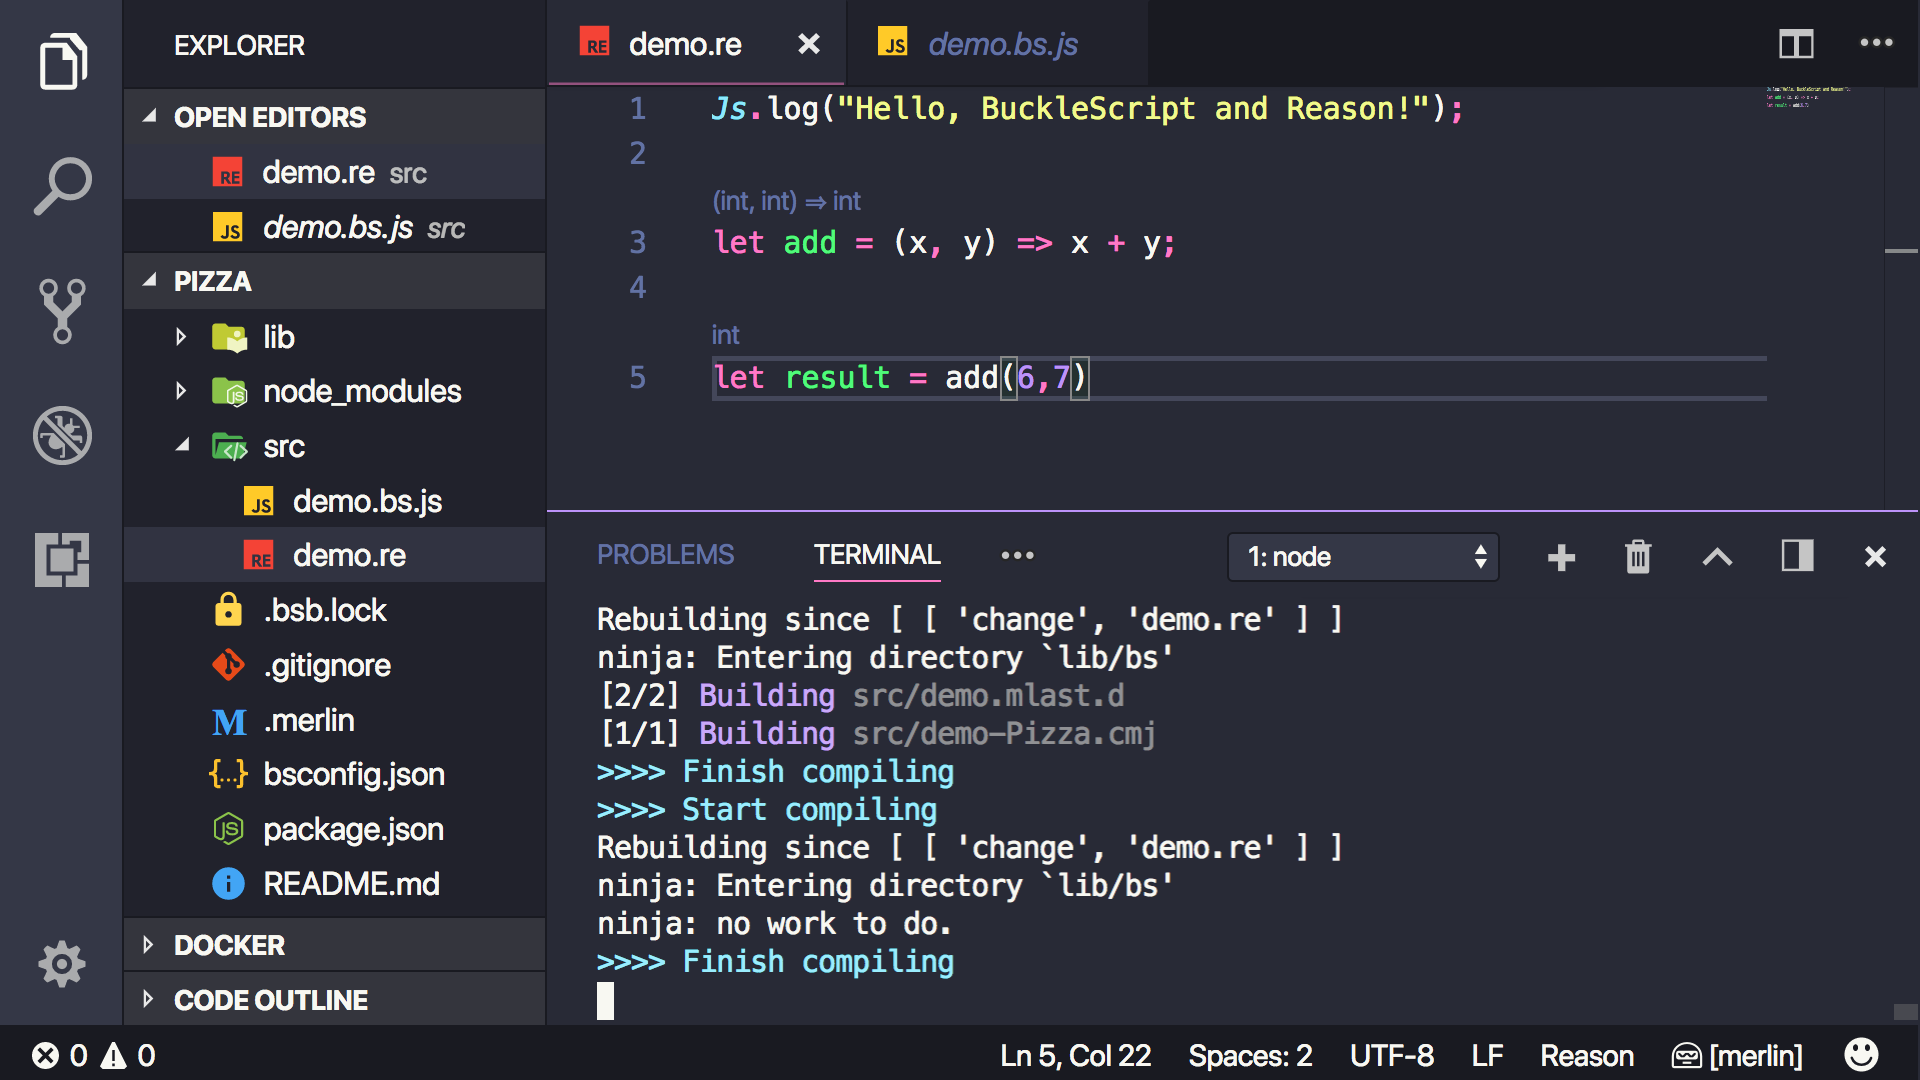 EXPLORER
OPEN EDITORS
RE demo.re src
JS demo.bs.js src
PIZZA
lib
JS node_modules
</> src
JS demo.bs.js
RE demo.re
.bsb.lock
.gitignore
M .merlin
{...} bsconfig.json
JS package.json
i README.md
DOCKER
CODE OUTLINE
RE demo.re
JS demo.bs.js
1 Js.log("Hello, BuckleScript and Reason!");
2
(int, int) => int
3 let add = (x, y) => x + y;
4
int
5 let result = add(6,7)
PROBLEMS TERMINAL ••• 1: node
Rebuilding since [ [ 'change', 'demo.re' ] ]
ninja: Entering directory `lib/bs'
[2/2] Building src/demo.mlast.d
[1/1] Building src/demo-Pizza.cmj
>>>> Finish compiling
>>>> Start compiling
Rebuilding since [ [ 'change', 'demo.re' ] ]
ninja: Entering directory `lib/bs'
ninja: no work to do.
>>>> Finish compiling
0 0 Ln 5, Col 22 Spaces: 2 UTF-8 LF Reason [merlin]